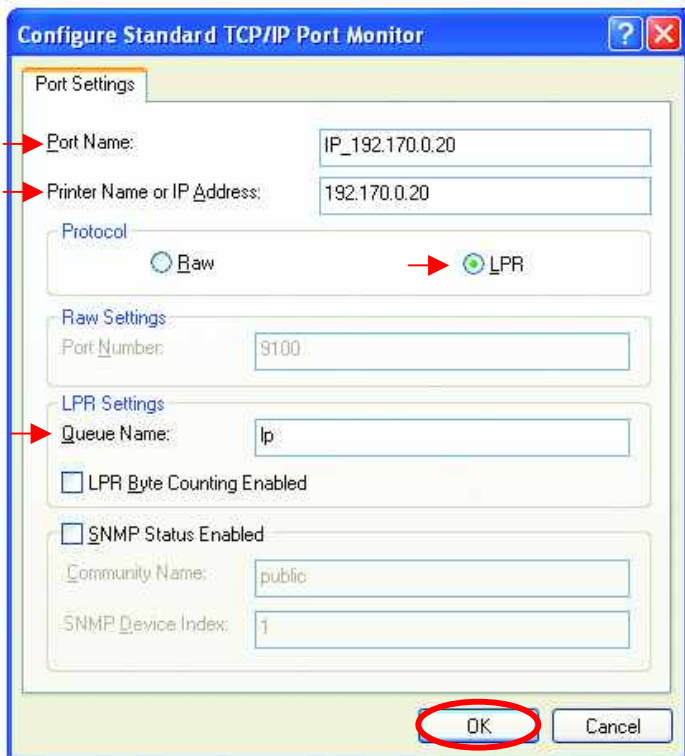 Configure Standard TCP/IP Port Monitor
Port Settings
Port Name: IP_192.170.0.20
Printer Name or IP Address: 192.170.0.20
Protocol
Raw LPR
Raw Settings
Port Number: 9100
LPR Settings
Queue Name: lp
LPR Byte Counting Enabled
SNMP Status Enabled
Community Name: public
SNMP Device Index: 1
OK Cancel